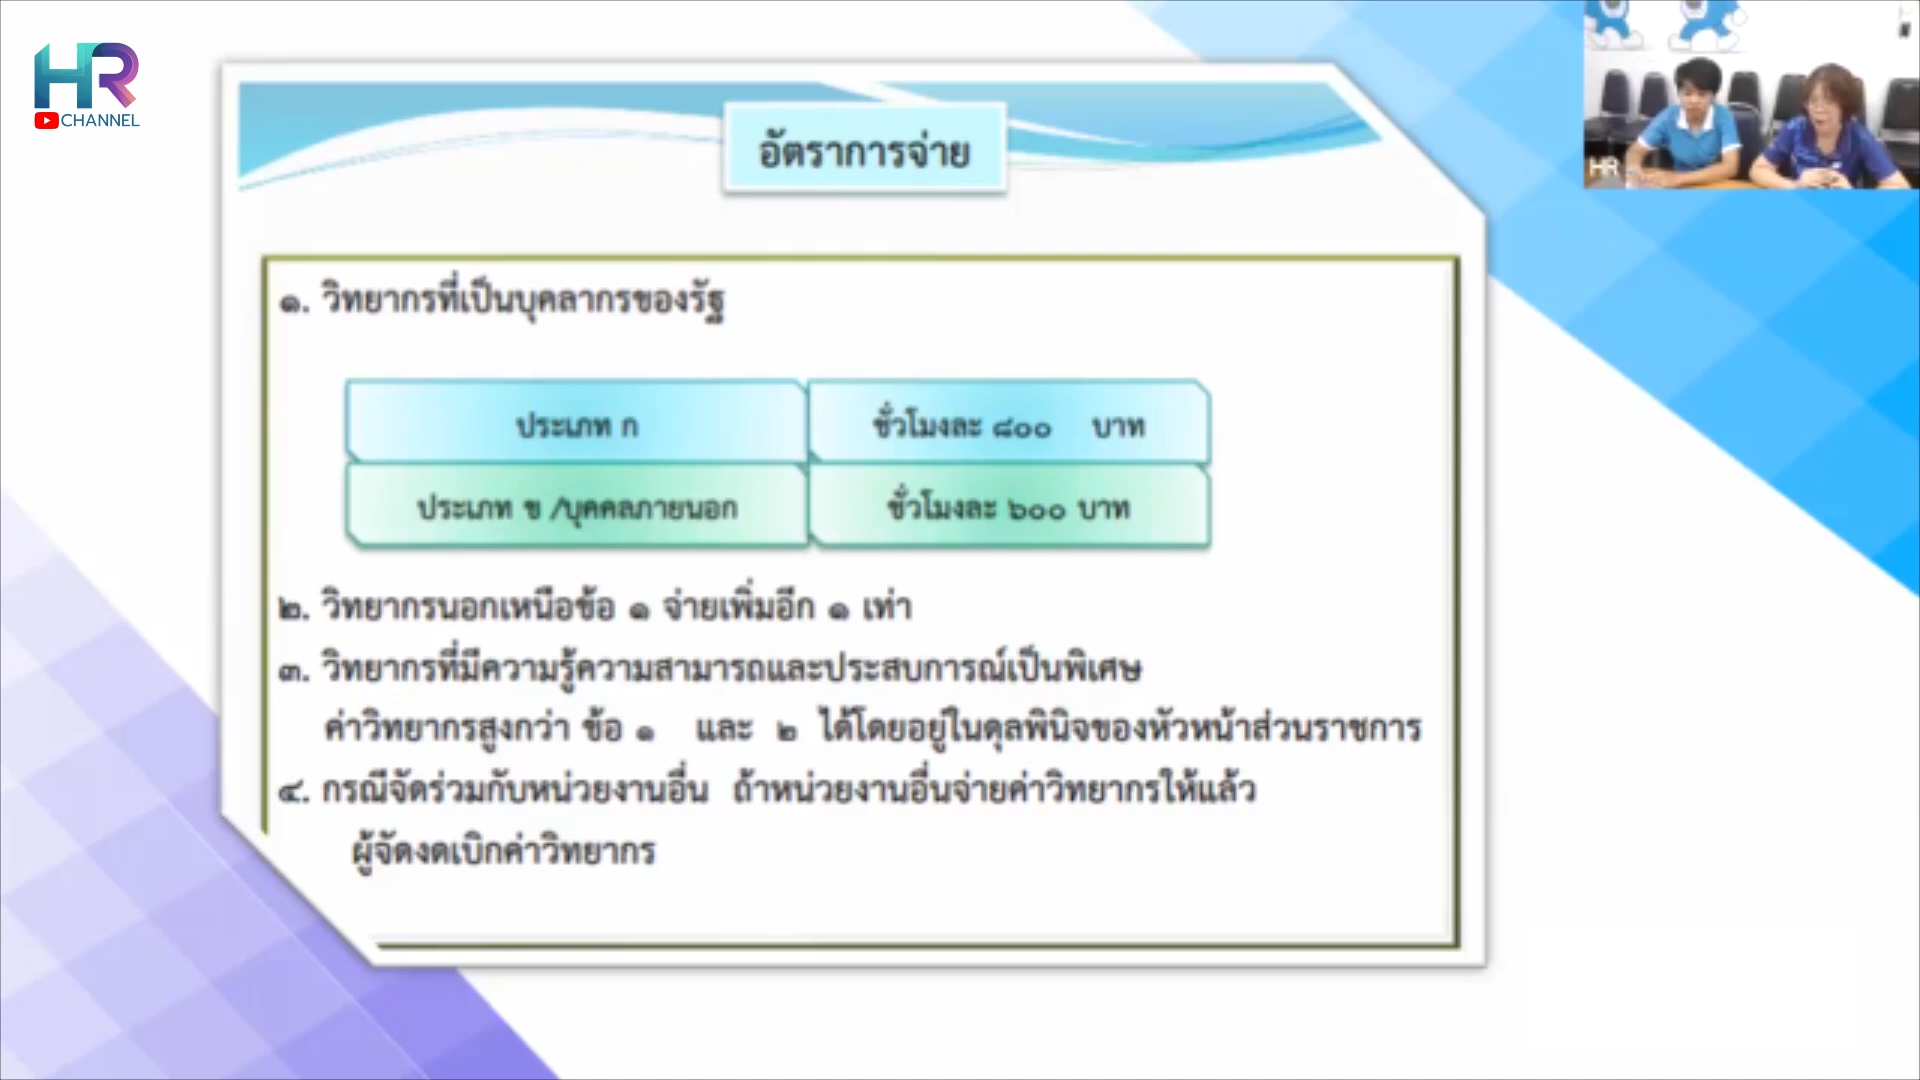 HR
CHANNEL
อัตราการจ่าย
๑. วิทยากรที่เป็นบุคลากรของรัฐ
ประเภท ก ชั่วโมงละ ๘๐๐ บาท
ประเภท ข /บุคคลภายนอก ชั่วโมงละ ๖๐๐ บาท
๒. วิทยากรนอกเหนือข้อ ๑ จ่ายเพิ่มอีก ๑ เท่า
๓. วิทยากรที่มีความรู้ความสามารถและประสบการณ์เป็นพิเศษ
ค่าวิทยากรสูงกว่า ข้อ ๑ และ ๒ ได้โดยอยู่ในดุลพินิจของหัวหน้าส่วนราชการ
๔. กรณีจัดร่วมกับหน่วยงานอื่น ถ้าหน่วยงานอื่นจ่ายค่าวิทยากรให้แล้ว
ผู้จัดงดเบิกค่าวิทยากร
HR